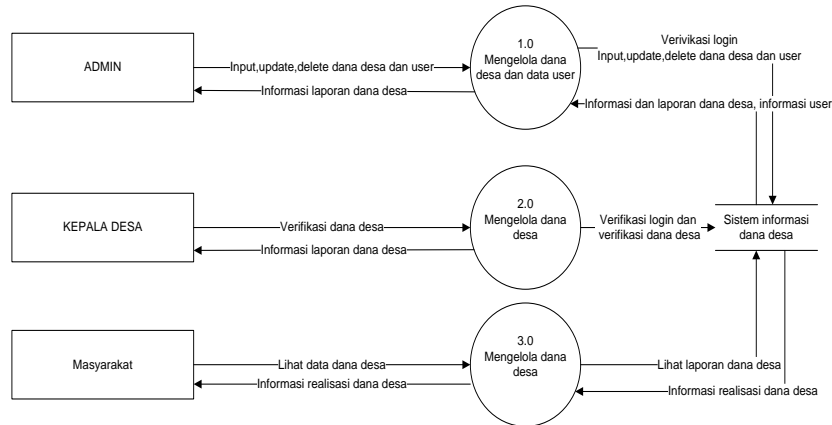 ADMIN
Input,update,delete dana desa dan user
Informasi laporan dana desa
1.0
Mengelola dana
desa dan data user
Verivikasi login
Input,update,delete dana desa dan user
Informasi dan laporan dana desa, informasi user
KEPALA DESA
Verifikasi dana desa
Informasi laporan dana desa
2.0
Mengelola dana
desa
Verifikasi login dan
verifikasi dana desa
Sistem informasi
dana desa
Masyarakat
Lihat data dana desa
Informasi realisasi dana desa
3.0
Mengelola dana
desa
Lihat laporan dana desa
Informasi realisasi dana desa